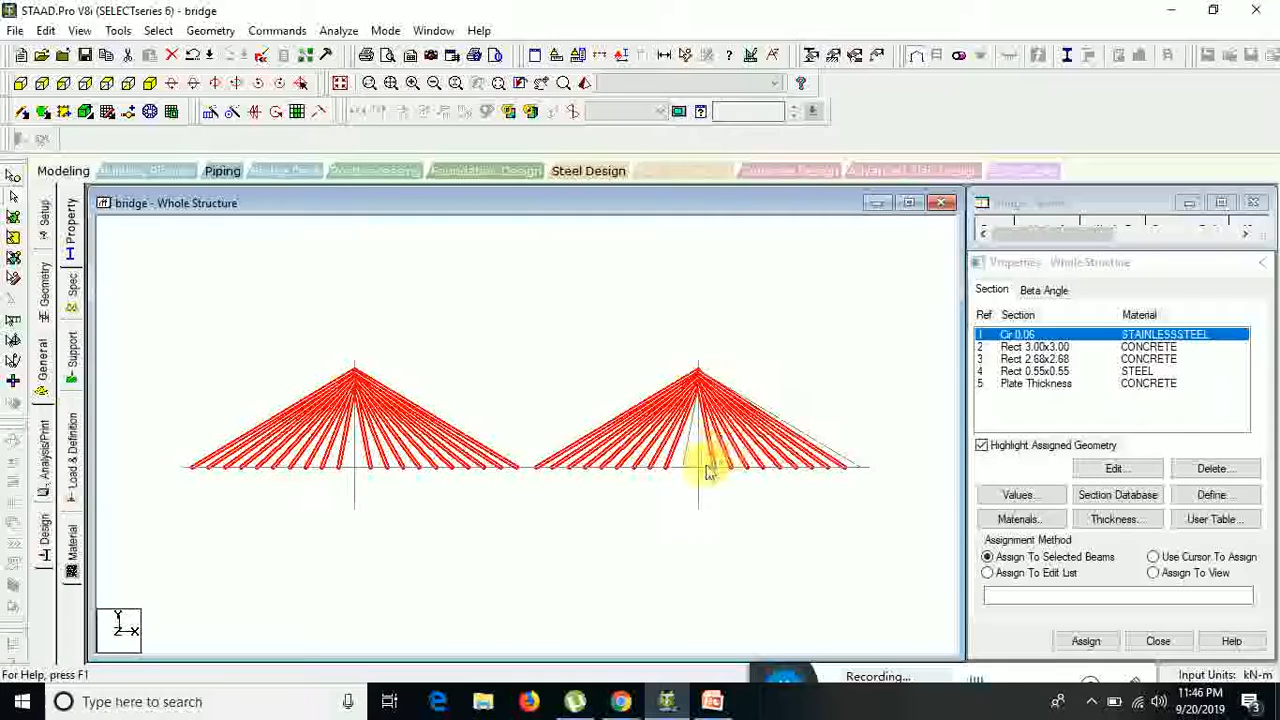 STAAD.Pro V8i (SELECTseries 6) - bridge
File Edit View Tools Select Geometry Commands Analyze Mode Window Help
Modeling Piping Steel Design
bridge - Whole Structure
Setup
Geometry
General
Analysis/Print
Design
Property
Spec
Support
Load & Definition
Material
Y
Z X
Properties - Whole Structure
Section Beta Angle
Ref Section Material
1 Cir 0.06 STAINLESSSTEEL
2 Rect 3.00x3.00 CONCRETE
3 Rect 2.68x2.68 CONCRETE
4 Rect 0.55x0.55 STEEL
5 Plate Thickness CONCRETE
Highlight Assigned Geometry
Edit... Delete...
Values... Section Database Define...
Materials.. Thickness... User Table...
Assignment Method
Assign To Selected Beams Use Cursor To Assign
Assign To Edit List Assign To View
Assign Close Help
For Help, press F1
Recording...
Input Units: kN-m
Type here to search
11:46 PM
9/20/2019
3